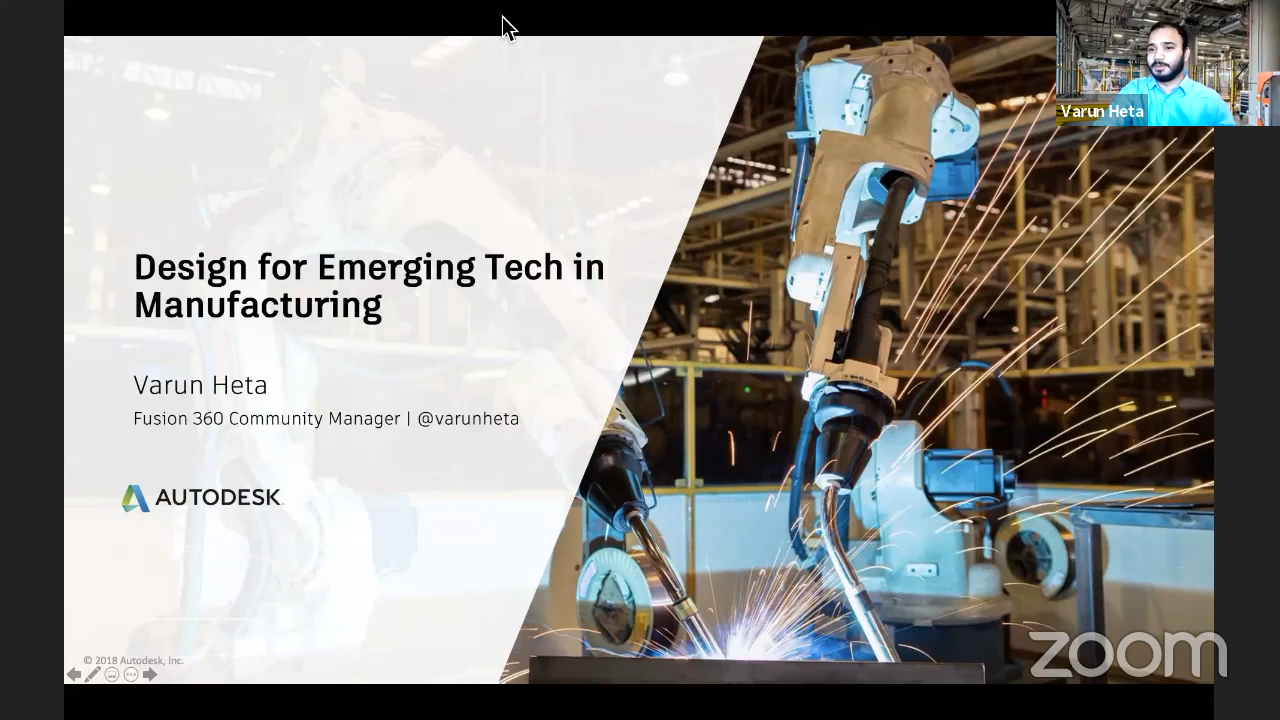 Varun Heta
Design for Emerging Tech in
Manufacturing
Varun Heta
Fusion 360 Community Manager | @varunheta
AUTODESK
© 2018 Autodesk, Inc.
zoom